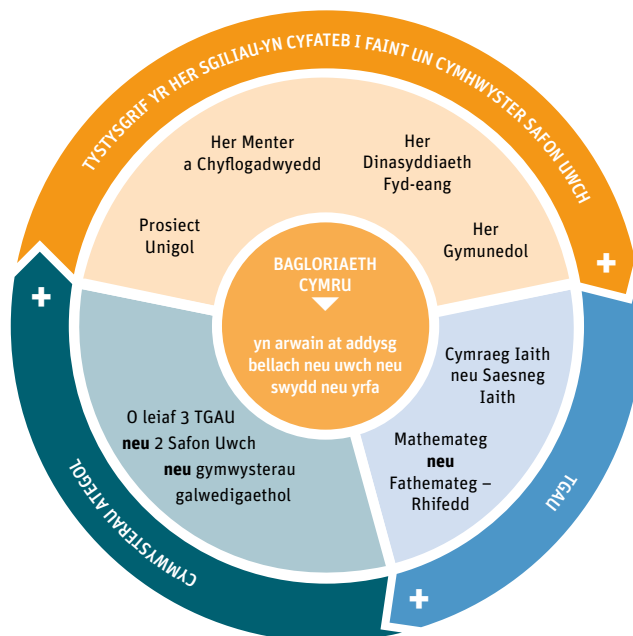 TYSTYSGRIF YR HER SGILIAU-YN CYFATEB I FAINT UN CYMHWYSTER SAFON UWCH
Her Menter
a Chyflogadwyedd
Her
Dinasyddiaeth
Fyd-eang
Prosiect
Unigol
Her
Gymunedol
+
+
BAGLORIAETH
CYMRU
yn arwain at addysg
bellach neu uwch neu
swydd neu yrfa
Cymraeg Iaith
neu Saesneg
Iaith
Mathemateg
neu
Fathemateg –
Rhifedd
TGAU
O leiaf 3 TGAU
neu 2 Safon Uwch
neu gymwysterau
galwedigaethol
CYMWYSTERAU ATEGOL
+